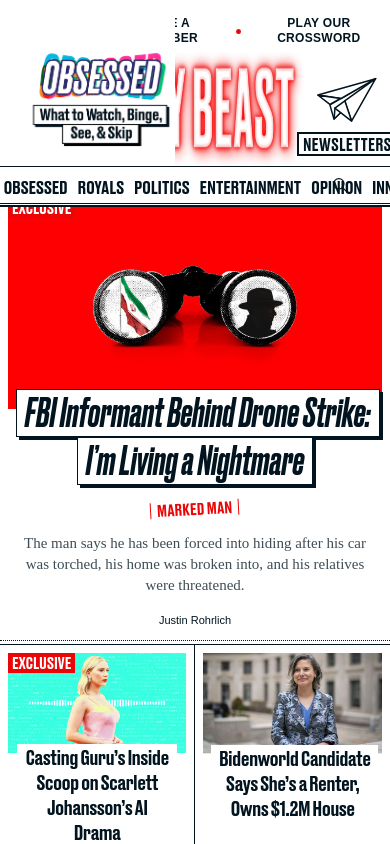 PLAY OUR
CROSSWORD
OBSESSED
What to Watch, Binge,
See, & Skip
BEAST
NEWSLETTERS
OBSESSED ROYALS POLITICS ENTERTAINMENT OPINION
EXCLUSIVE
FBI Informant Behind Drone Strike:
I'm Living a Nightmare
MARKED MAN
The man says he has been forced into hiding after his car
was torched, his home was broken into, and his relatives
were threatened.
Justin Rohrlich
EXCLUSIVE
Casting Guru's Inside
Scoop on Scarlett
Johansson's AI
Drama
Bidenworld Candidate
Says She's a Renter,
Owns $1.2M House